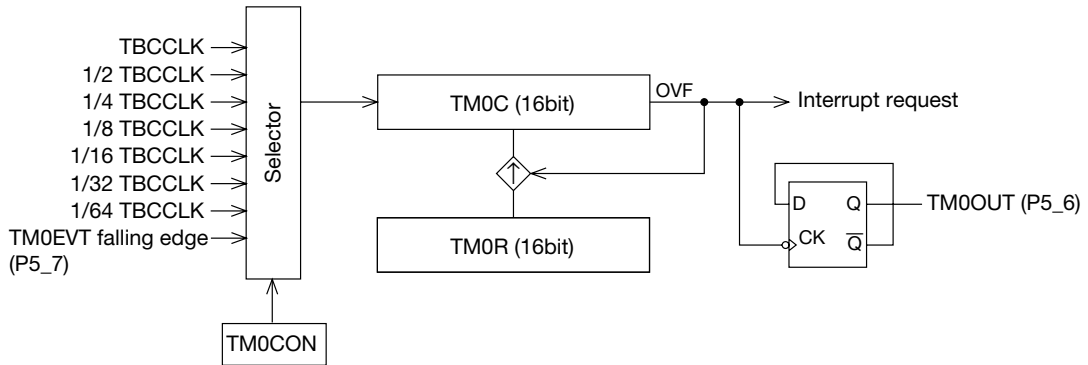 TBCCLK
1/2 TBCCLK
1/4 TBCCLK
1/8 TBCCLK
1/16 TBCCLK
1/32 TBCCLK
1/64 TBCCLK
TM0EVT falling edge
(P5_7)
Selector
TM0CON
TM0C (16bit)
OVF
Interrupt request
TM0R (16bit)
D Q
CK Q
TM0OUT (P5_6)